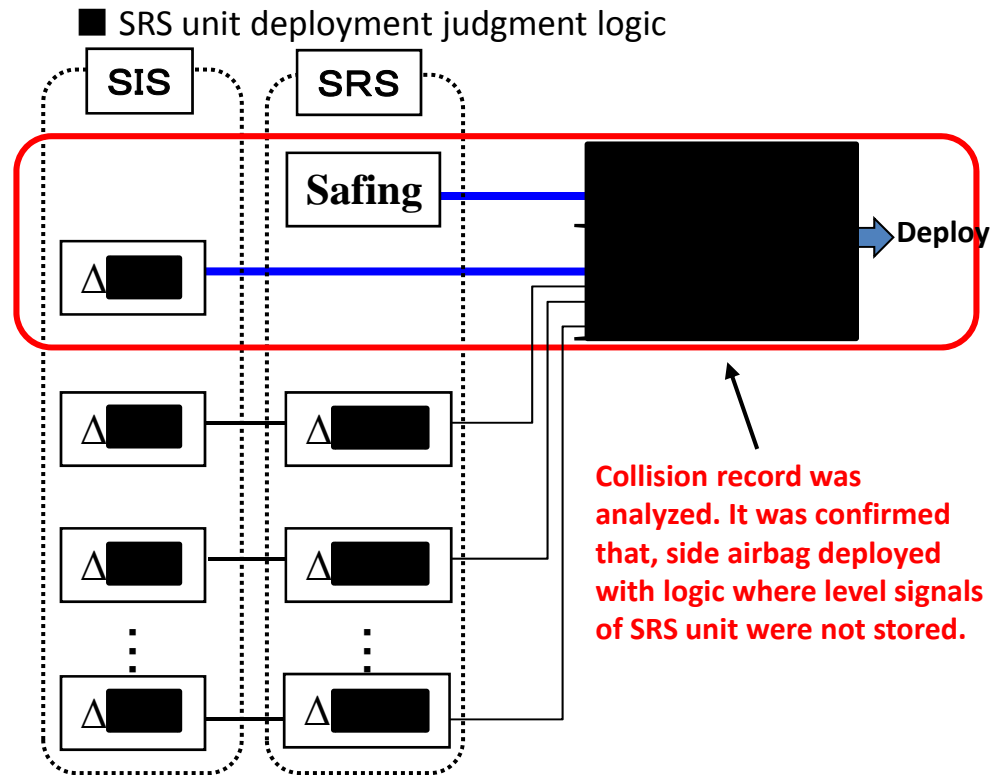 ■ SRS unit deployment judgment logic
SIS
SRS
Safing
Deploy
Δ
Δ
Δ
Δ
Δ
Δ
Δ
Collision record was
analyzed. It was confirmed
that, side airbag deployed
with logic where level signals
of SRS unit were not stored.